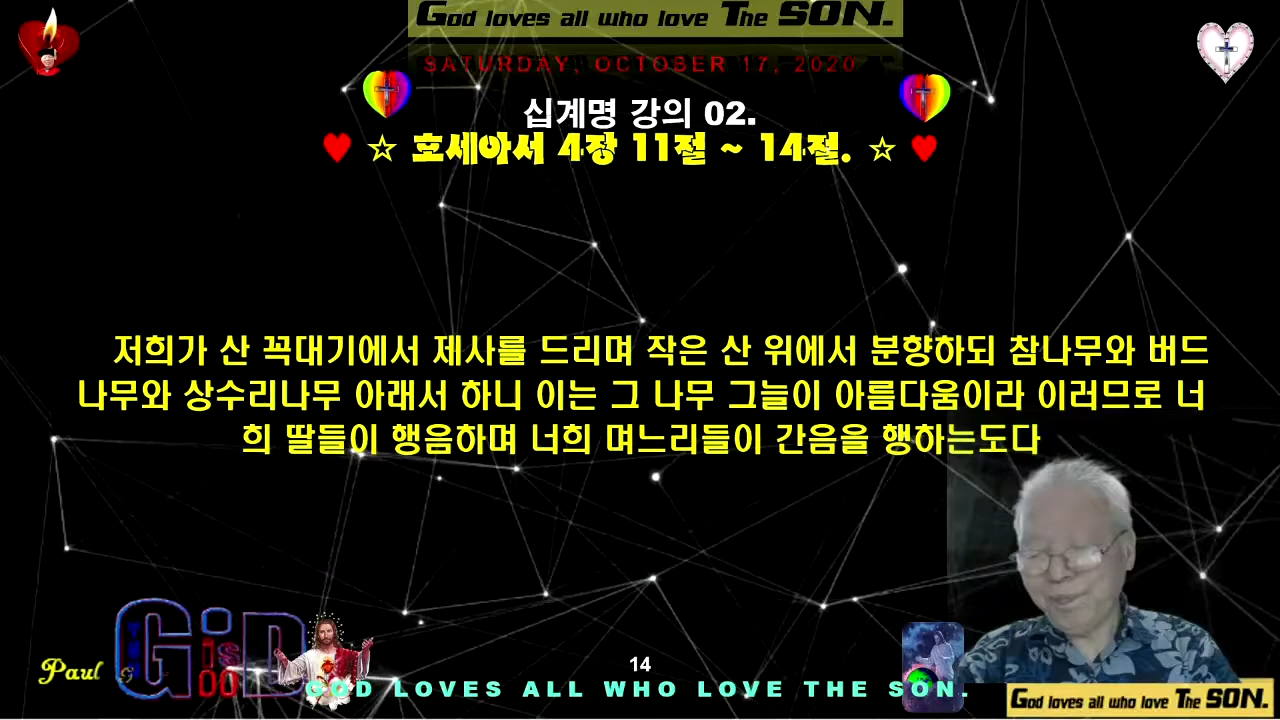 God loves all who love The SON.
SATURDAY, OCTOBER 17, 2020
십계명 강의 02.
♥ ☆ 호세아서 4장 11절 ~ 14절. ☆ ♥
저희가 산 꼭대기에서 제사를 드리며 작은 산 위에서 분향하되 참나무와 버드
나무와 상수리나무 아래서 하니 이는 그 나무 그늘이 아름다움이라 이러므로 너
희 딸들이 행음하며 너희 며느리들이 간음을 행하는도다
Paul
14
GOD LOVES ALL WHO LOVE THE SON.
God loves all who love The SON.